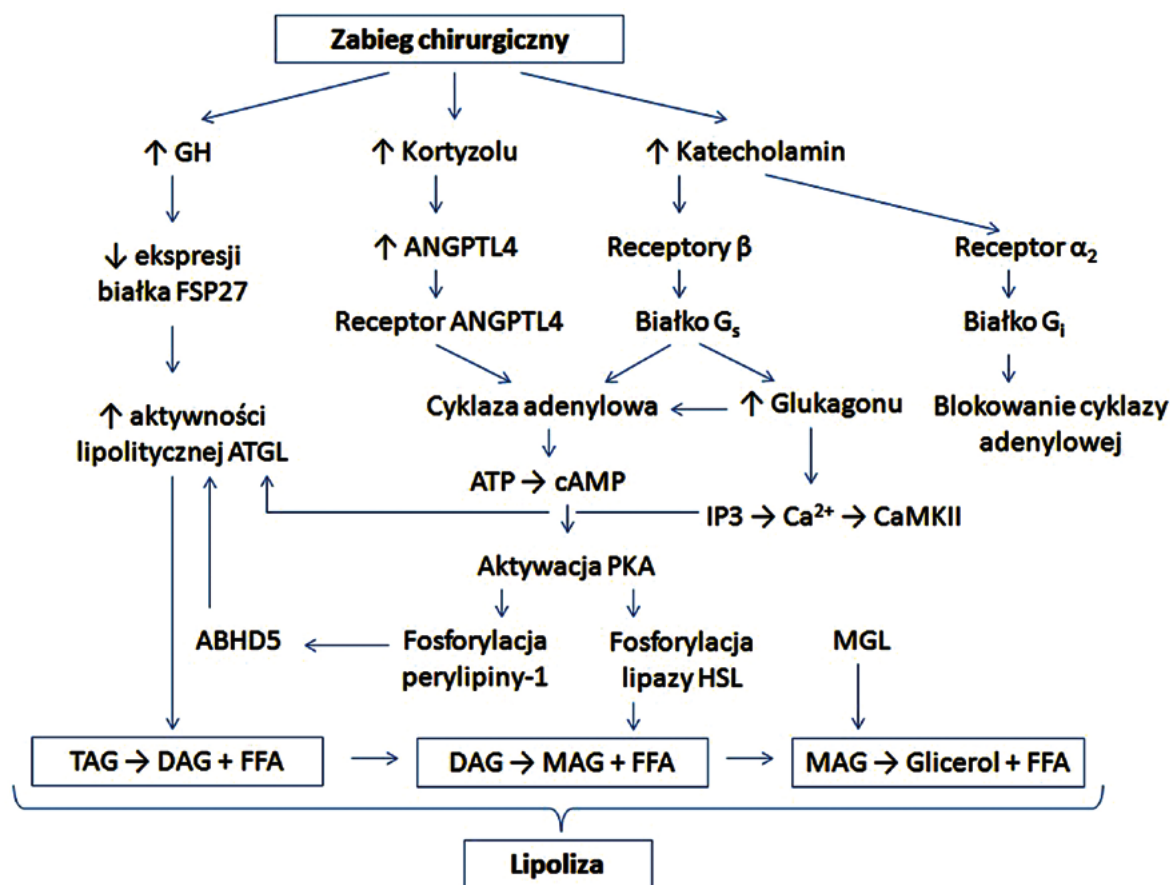 Zabieg chirurgiczny
↑ GH
↑ Kortyzolu
↑ Katecholamin
↓ ekspresji
białka FSP27
↑ ANGPTL4
Receptory β
Receptor α₂
Receptor ANGPTL4
Białko Gₛ
Białko Gᵢ
↑ aktywności
lipolitycznej ATGL
Cyklaza adenylowa
↑ Glukagonu
Blokowanie cyklazy
adenylowej
ATP → cAMP
IP3 → Ca²⁺ → CaMKII
Aktywacja PKA
ABHD5
Fosforylacja
perylipiny-1
Fosforylacja
lipazy HSL
MGL
TAG → DAG + FFA
DAG → MAG + FFA
MAG → Glicerol + FFA
Lipoliza